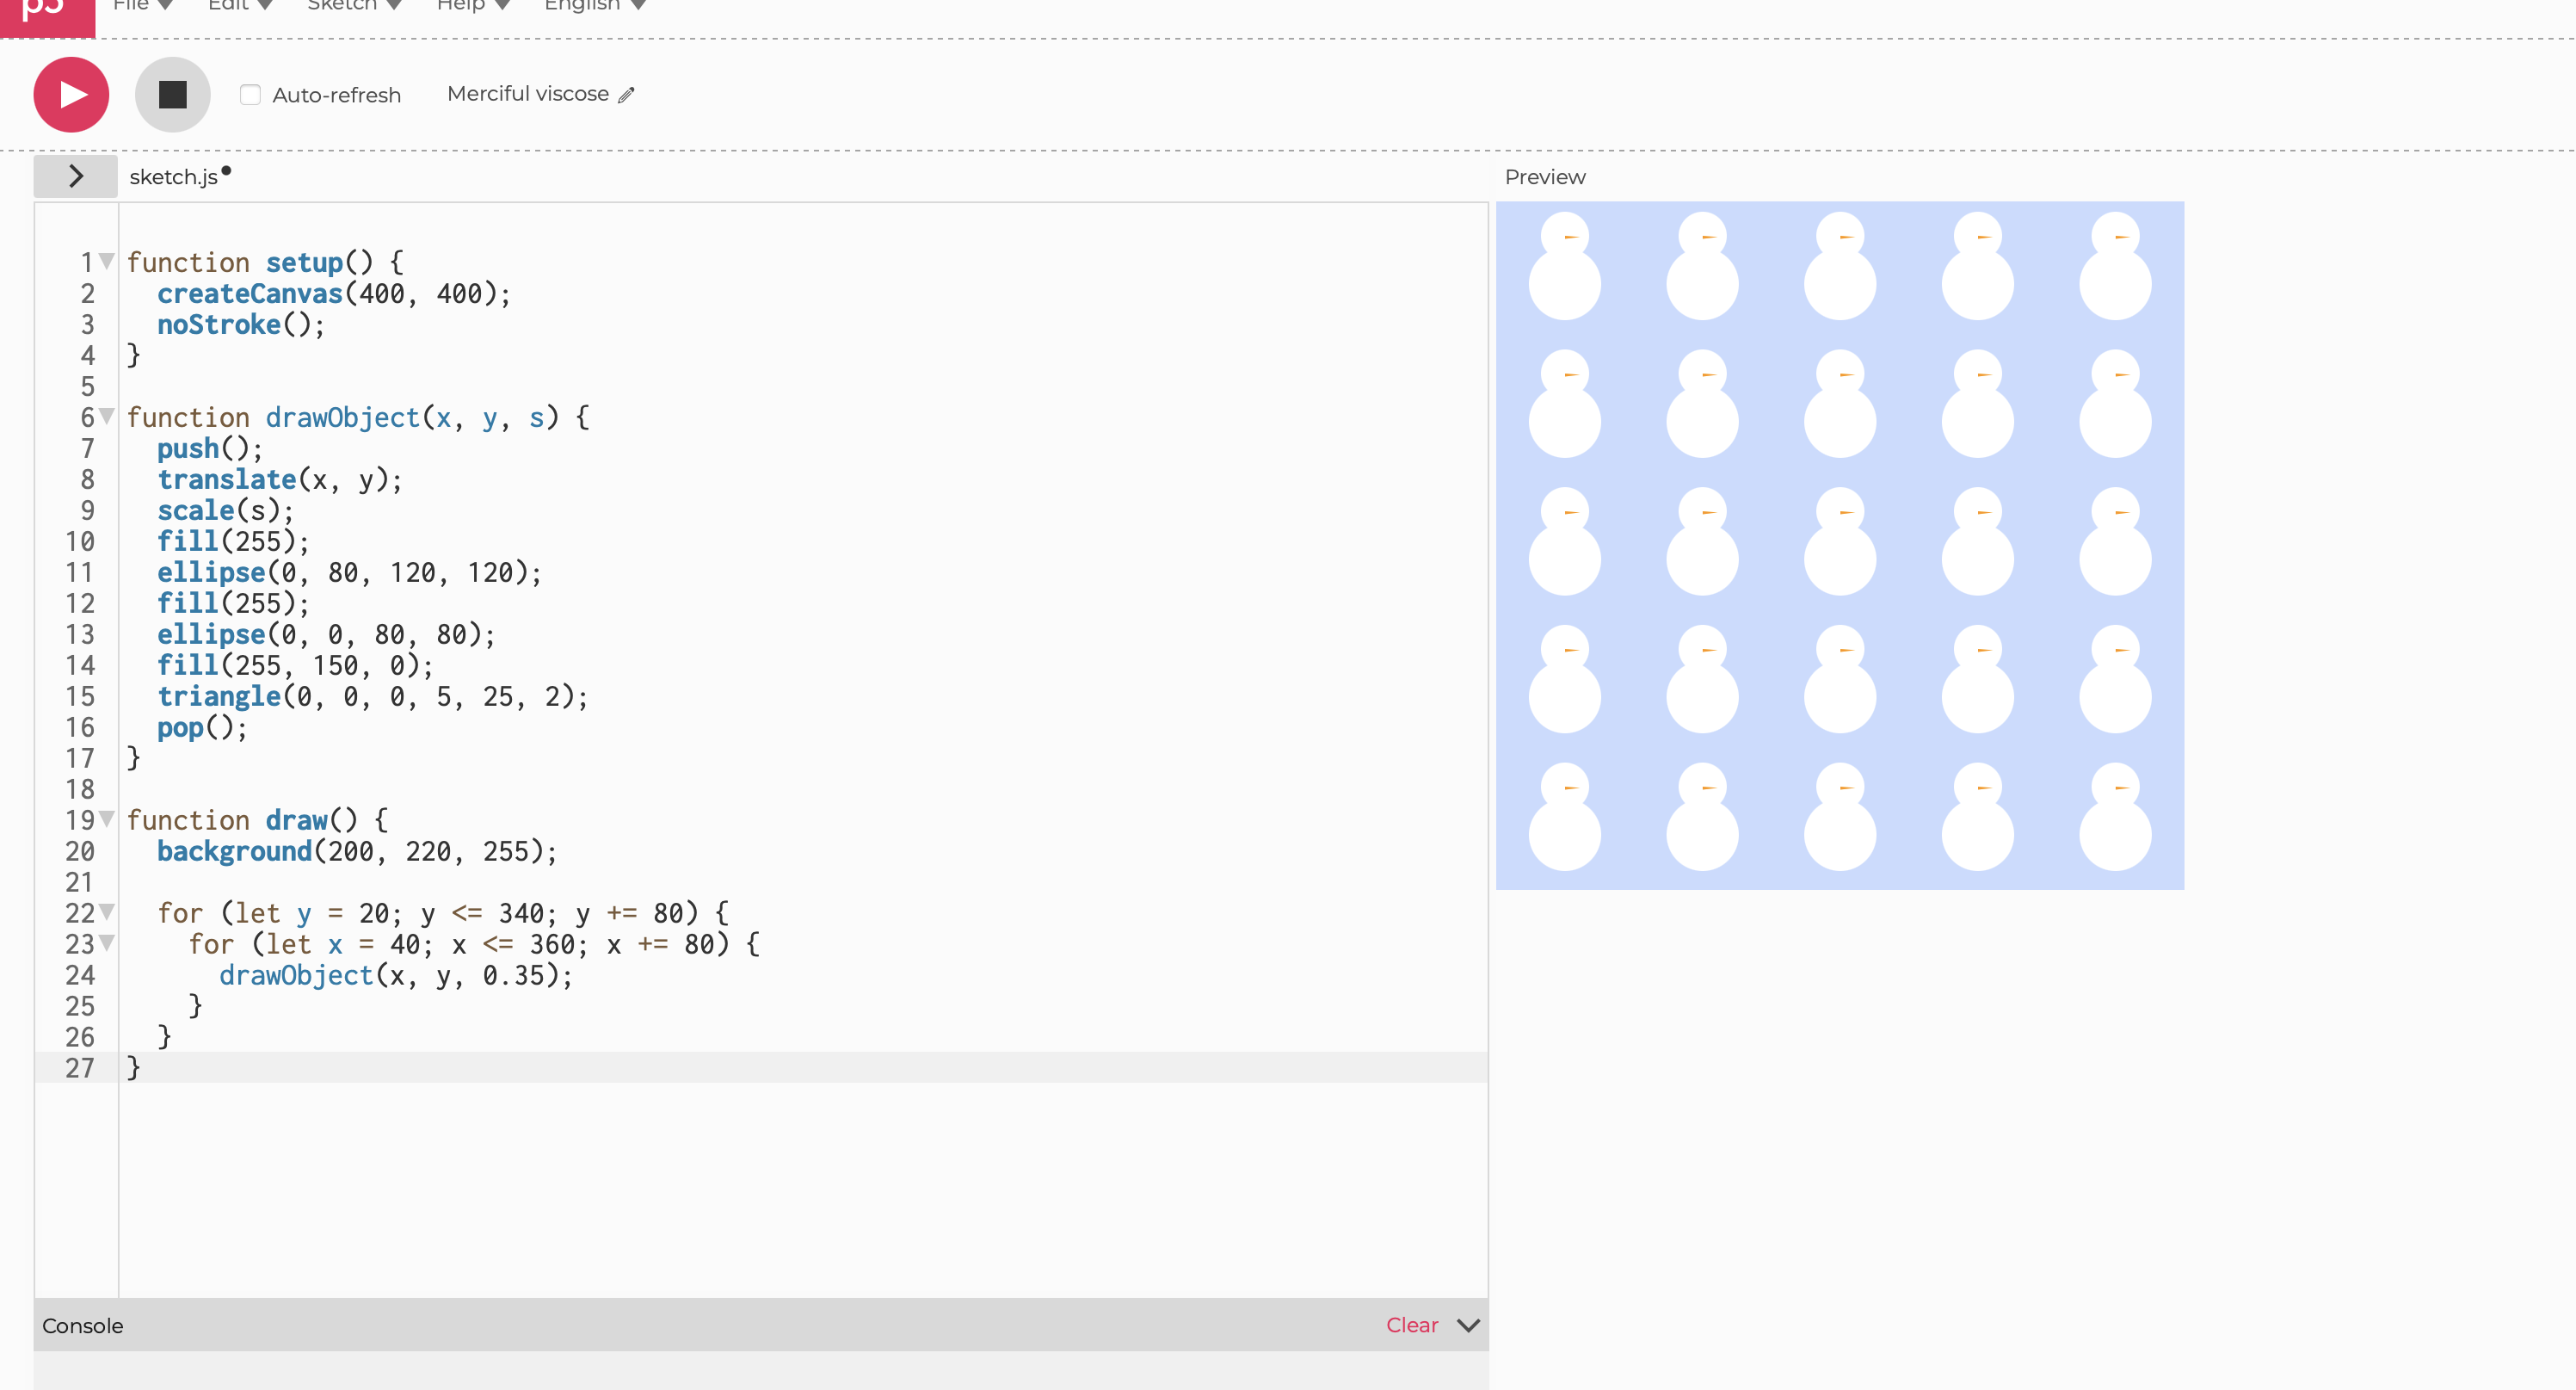 p5 File Edit Sketch Help English
Auto-refresh Merciful viscose
sketch.js
Preview
1 function setup() {
2 createCanvas(400, 400);
3 noStroke();
4 }
5
6 function drawObject(x, y, s) {
7 push();
8 translate(x, y);
9 scale(s);
10 fill(255);
11 ellipse(0, 80, 120, 120);
12 fill(255);
13 ellipse(0, 0, 80, 80);
14 fill(255, 150, 0);
15 triangle(0, 0, 0, 5, 25, 2);
16 pop();
17 }
18
19 function draw() {
20 background(200, 220, 255);
21
22 for (let y = 20; y <= 340; y += 80) {
23 for (let x = 40; x <= 360; x += 80) {
24 drawObject(x, y, 0.35);
25 }
26 }
27 }
Console Clear